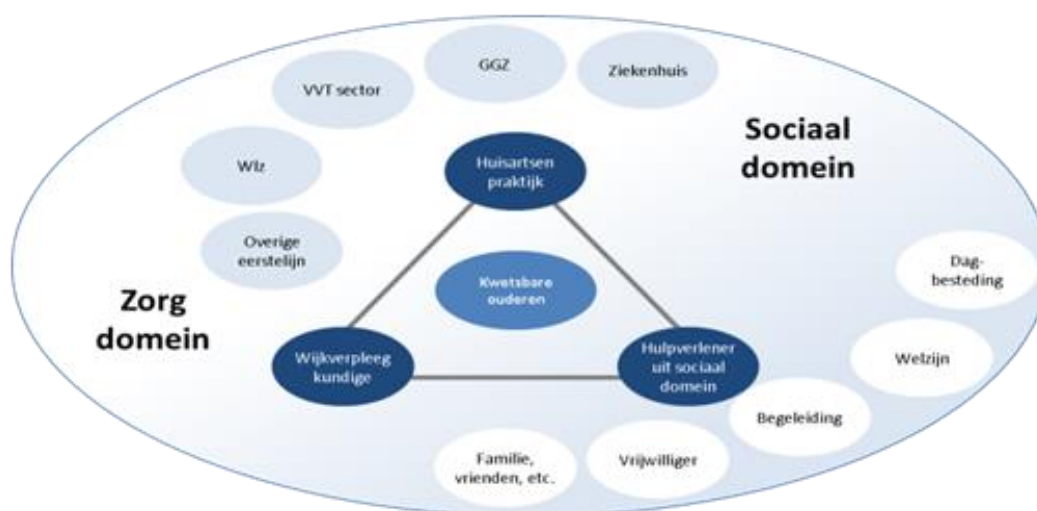 GGZ
Ziekenhuis
VVT sector
Sociaal
domein
Wlz
Huisartsen
praktijk
Overige
eerstelijn
Dag-
besteding
Kwetsbare
ouderen
Zorg
domein
Wijkverpleeg
kundige
Hulpverlener
uit sociaal
domein
Welzijn
Begeleiding
Familie,
vrienden, etc.
Vrijwilliger